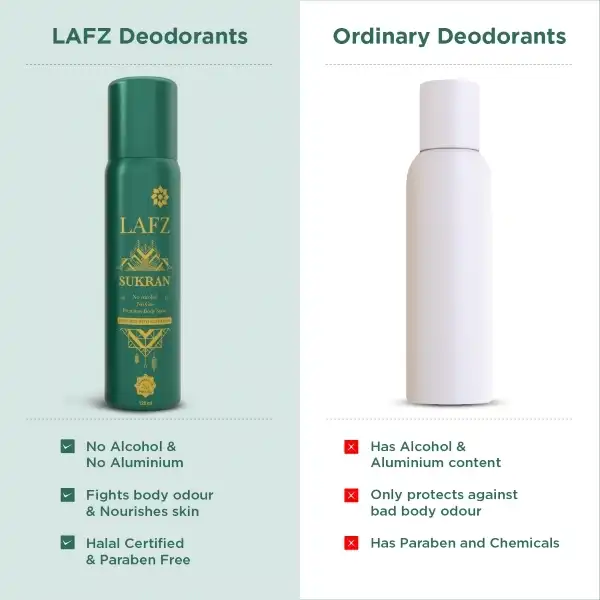 LAFZ Deodorants
LAFZ
SUKRAN
No Alcohol &
No Aluminium
Fights body odour
& Nourishes skin
Halal Certified
& Paraben Free
Ordinary Deodorants
Has Alcohol &
Aluminium content
Only protects against
bad body odour
Has Paraben and Chemicals